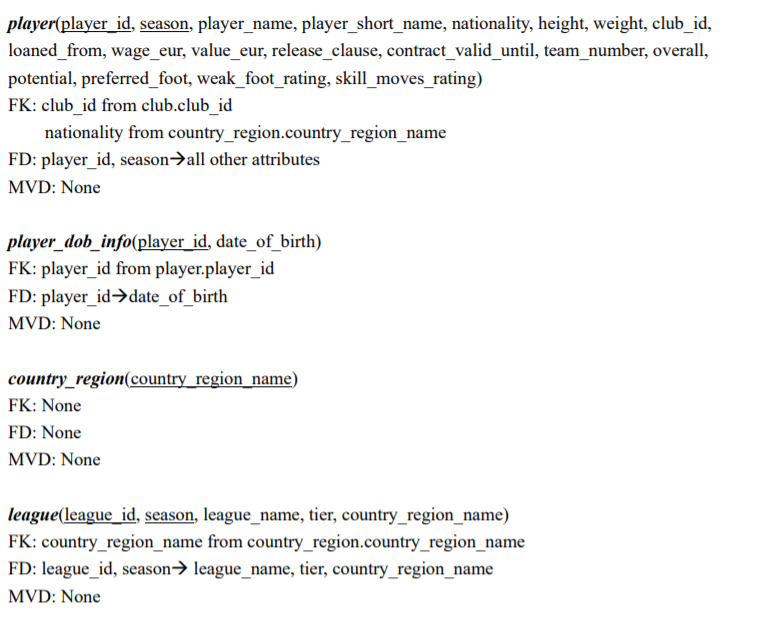 player(player_id, season, player_name, player_short_name, nationality, height, weight, club_id,
loaned_from, wage_eur, value_eur, release_clause, contract_valid_until, team_number, overall,
potential, preferred_foot, weak_foot_rating, skill_moves_rating)
FK: club_id from club.club_id
nationality from country_region.country_region_name
FD: player_id, season→all other attributes
MVD: None
player_dob_info(player_id, date_of_birth)
FK: player_id from player.player_id
FD: player_id→date_of_birth
MVD: None
country_region(country_region_name)
FK: None
FD: None
MVD: None
league(league_id, season, league_name, tier, country_region_name)
FK: country_region_name from country_region.country_region_name
FD: league_id, season→ league_name, tier, country_region_name
MVD: None